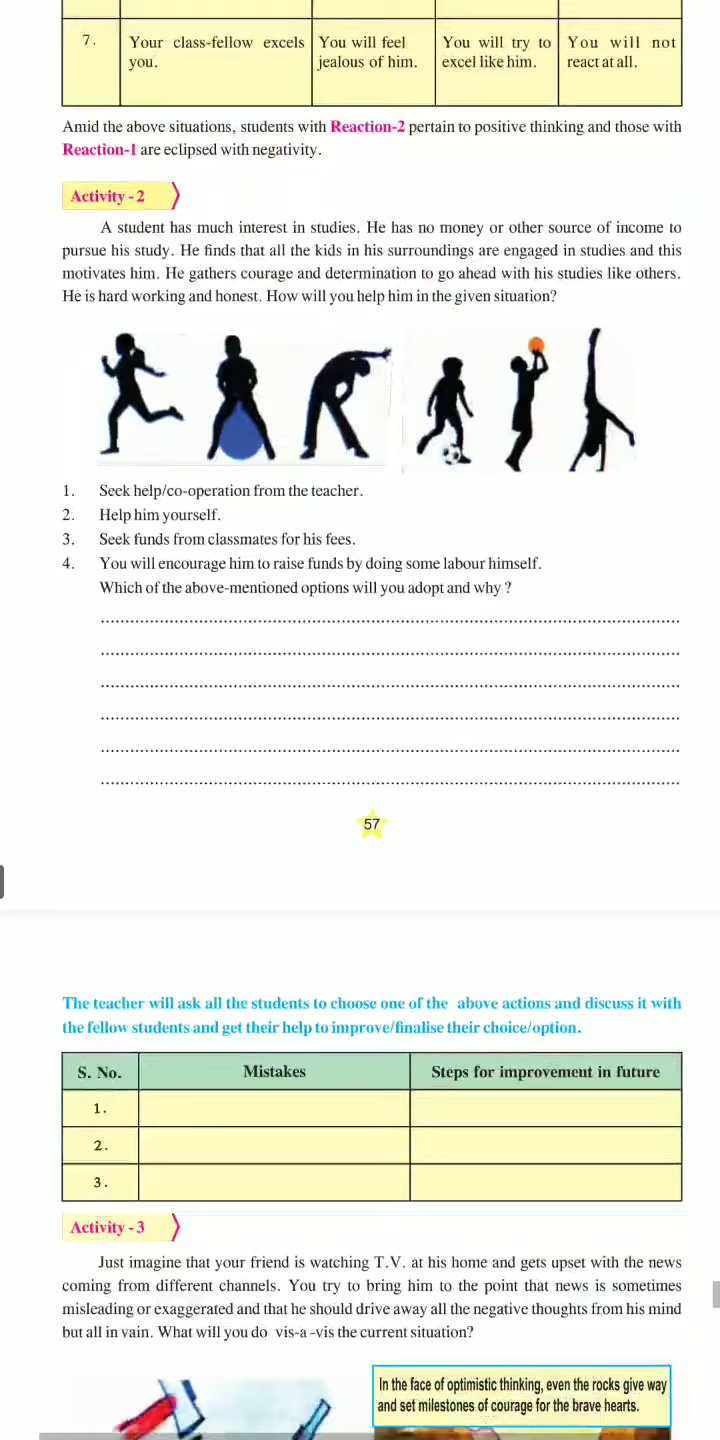 7. Your class-fellow excels you. You will feel jealous of him. You will try to excel like him. You will not react at all.
Amid the above situations, students with Reaction-2 pertain to positive thinking and those with
Reaction-1 are eclipsed with negativity.
Activity - 2
A student has much interest in studies. He has no money or other source of income to
pursue his study. He finds that all the kids in his surroundings are engaged in studies and this
motivates him. He gathers courage and determination to go ahead with his studies like others.
He is hard working and honest. How will you help him in the given situation?
1. Seek help/co-operation from the teacher.
2. Help him yourself.
3. Seek funds from classmates for his fees.
4. You will encourage him to raise funds by doing some labour himself.
Which of the above-mentioned options will you adopt and why ?
57
The teacher will ask all the students to choose one of the above actions and discuss it with
the fellow students and get their help to improve/finalise their choice/option.
S. No. Mistakes Steps for improvement in future
1.
2.
3.
Activity - 3
Just imagine that your friend is watching T.V. at his home and gets upset with the news
coming from different channels. You try to bring him to the point that news is sometimes
misleading or exaggerated and that he should drive away all the negative thoughts from his mind
but all in vain. What will you do vis-a -vis the current situation?
In the face of optimistic thinking, even the rocks give way
and set milestones of courage for the brave hearts.